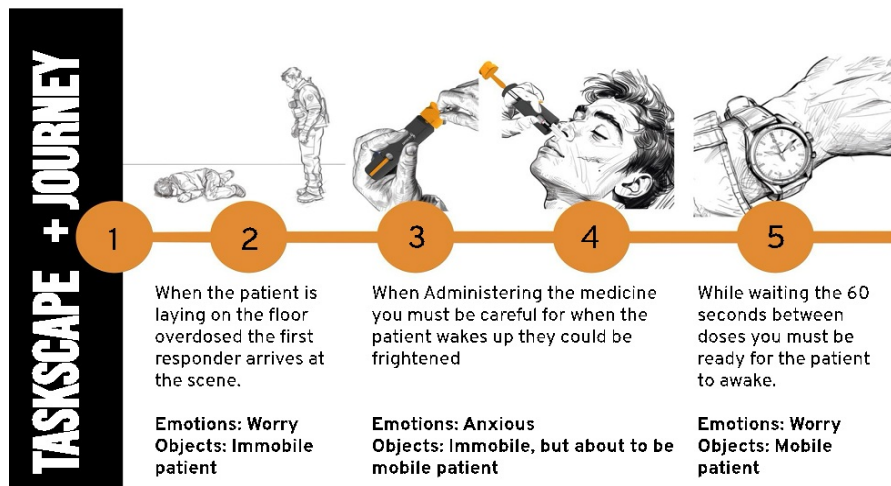 TASKSCAPE + JOURNEY
1
2
3
4
5
When the patient is
laying on the floor
overdosed the first
responder arrives at
the scene.
Emotions: Worry
Objects: Immobile
patient
When Administering the medicine
you must be careful for when the
patient wakes up they could be
frightened
Emotions: Anxious
Objects: Immobile, but about to be
mobile patient
While waiting the 60
seconds between
doses you must be
ready for the patient
to awake.
Emotions: Worry
Objects: Mobile
patient